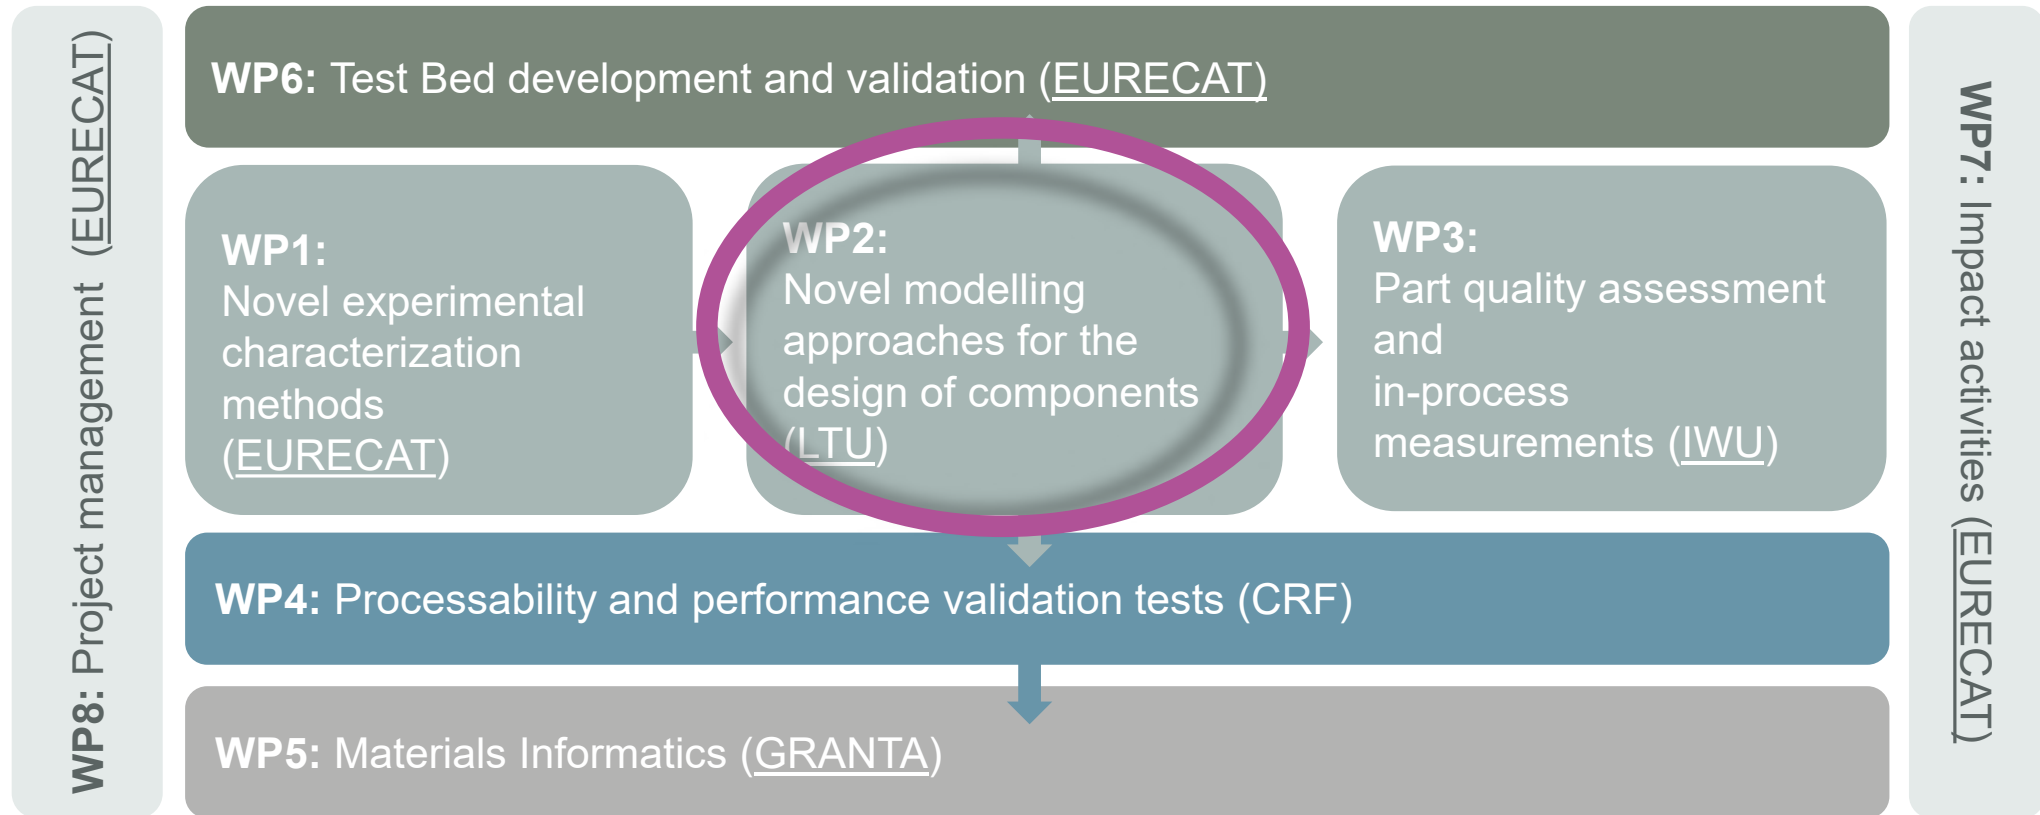 WP8: Project management (EURECAT)
WP6: Test Bed development and validation (EURECAT)
WP1:
Novel experimental
characterization
methods
(EURECAT)
WP2:
Novel modelling
approaches for the
design of components
(LTU)
WP3:
Part quality assessment
and
in-process
measurements (IWU)
WP4: Processability and performance validation tests (CRF)
WP5: Materials Informatics (GRANTA)
WP7: Impact activities (EURECAT)